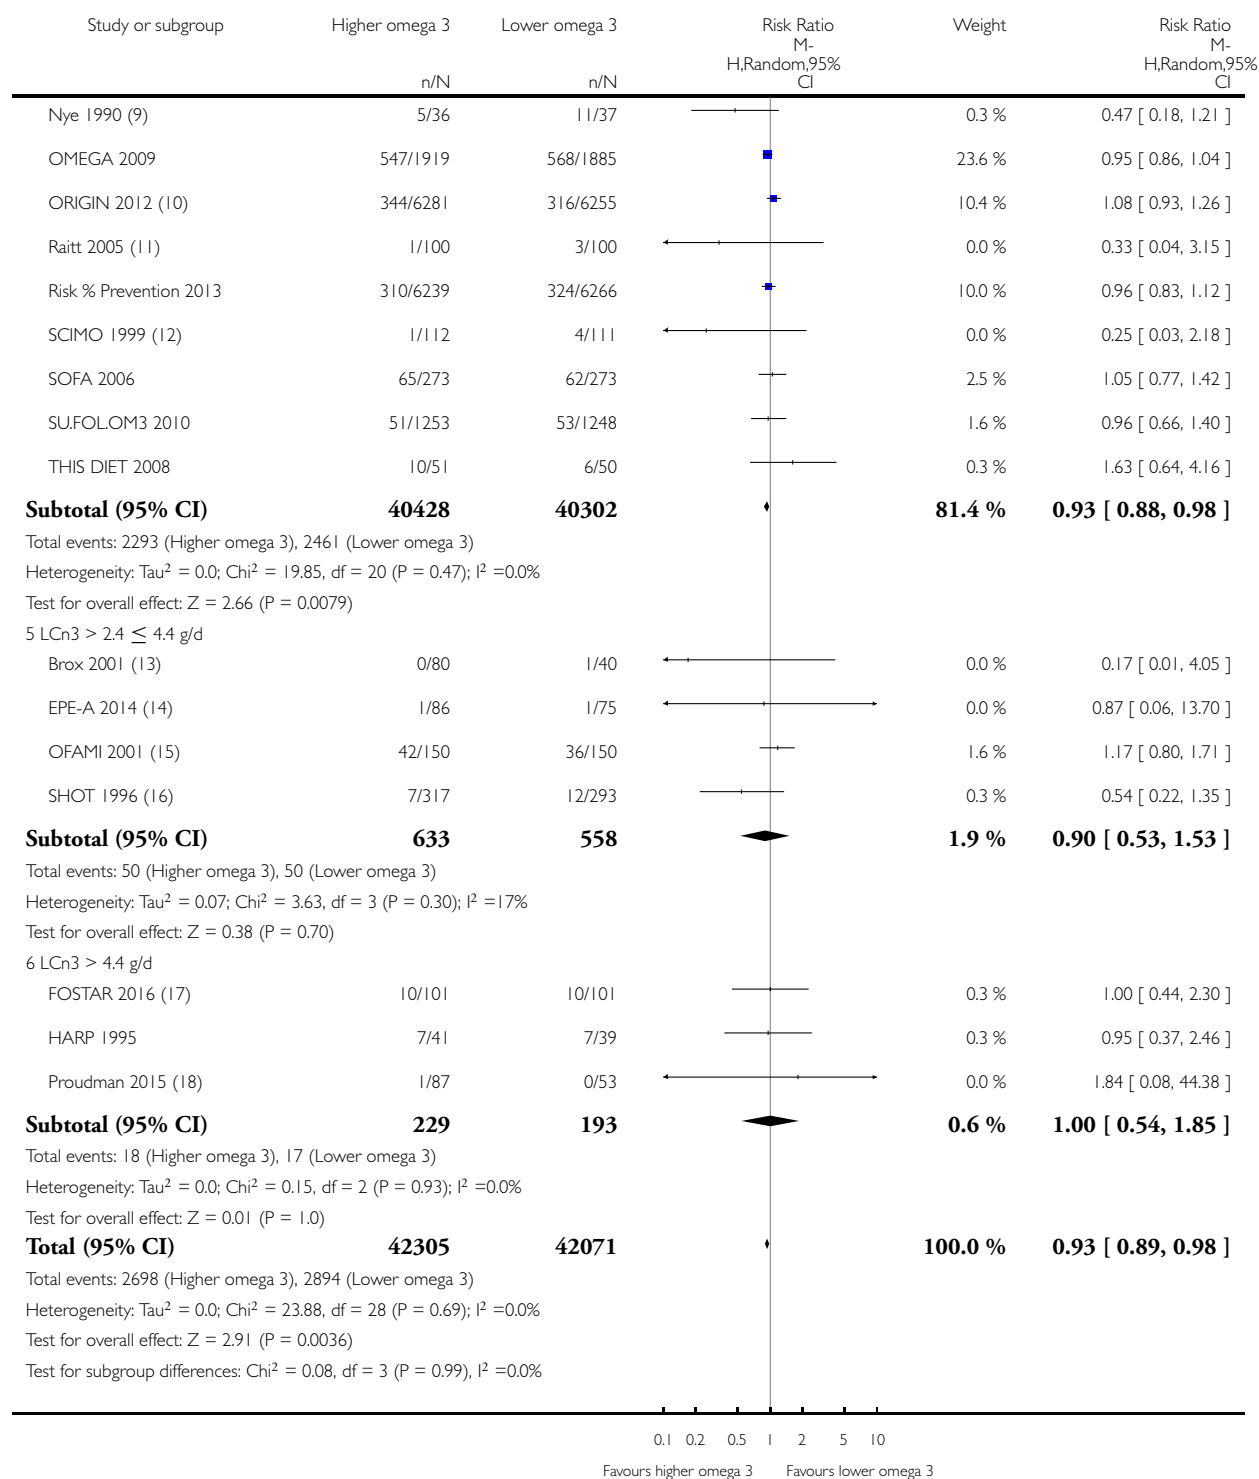 Study or subgroup Higher omega 3 Lower omega 3 Risk Ratio Weight Risk Ratio
M- M-
H,Random,95% H,Random,95%
n/N n/N CI CI
Nye 1990 (9) 5/36 11/37 0.3 % 0.47 [ 0.18, 1.21 ]
OMEGA 2009 547/1919 568/1885 23.6 % 0.95 [ 0.86, 1.04 ]
ORIGIN 2012 (10) 344/6281 316/6255 10.4 % 1.08 [ 0.93, 1.26 ]
Raitt 2005 (11) 1/100 3/100 0.0 % 0.33 [ 0.04, 3.15 ]
Risk % Prevention 2013 310/6239 324/6266 10.0 % 0.96 [ 0.83, 1.12 ]
SCIMO 1999 (12) 1/112 4/111 0.0 % 0.25 [ 0.03, 2.18 ]
SOFA 2006 65/273 62/273 2.5 % 1.05 [ 0.77, 1.42 ]
SU.FOL.OM3 2010 51/1253 53/1248 1.6 % 0.96 [ 0.66, 1.40 ]
THIS DIET 2008 10/51 6/50 0.3 % 1.63 [ 0.64, 4.16 ]
Subtotal (95% CI) 40428 40302 81.4 % 0.93 [ 0.88, 0.98 ]
Total events: 2293 (Higher omega 3), 2461 (Lower omega 3)
Heterogeneity: Tau² = 0.0; Chi² = 19.85, df = 20 (P = 0.47); I² =0.0%
Test for overall effect: Z = 2.66 (P = 0.0079)
5 LCn3 > 2.4 ≤ 4.4 g/d
Brox 2001 (13) 0/80 1/40 0.0 % 0.17 [ 0.01, 4.05 ]
EPE-A 2014 (14) 1/86 1/75 0.0 % 0.87 [ 0.06, 13.70 ]
OFAMI 2001 (15) 42/150 36/150 1.6 % 1.17 [ 0.80, 1.71 ]
SHOT 1996 (16) 7/317 12/293 0.3 % 0.54 [ 0.22, 1.35 ]
Subtotal (95% CI) 633 558 1.9 % 0.90 [ 0.53, 1.53 ]
Total events: 50 (Higher omega 3), 50 (Lower omega 3)
Heterogeneity: Tau² = 0.07; Chi² = 3.63, df = 3 (P = 0.30); I² =17%
Test for overall effect: Z = 0.38 (P = 0.70)
6 LCn3 > 4.4 g/d
FOSTAR 2016 (17) 10/101 10/101 0.3 % 1.00 [ 0.44, 2.30 ]
HARP 1995 7/41 7/39 0.3 % 0.95 [ 0.37, 2.46 ]
Proudman 2015 (18) 1/87 0/53 0.0 % 1.84 [ 0.08, 44.38 ]
Subtotal (95% CI) 229 193 0.6 % 1.00 [ 0.54, 1.85 ]
Total events: 18 (Higher omega 3), 17 (Lower omega 3)
Heterogeneity: Tau² = 0.0; Chi² = 0.15, df = 2 (P = 0.93); I² =0.0%
Test for overall effect: Z = 0.01 (P = 1.0)
Total (95% CI) 42305 42071 100.0 % 0.93 [ 0.89, 0.98 ]
Total events: 2698 (Higher omega 3), 2894 (Lower omega 3)
Heterogeneity: Tau² = 0.0; Chi² = 23.88, df = 28 (P = 0.69); I² =0.0%
Test for overall effect: Z = 2.91 (P = 0.0036)
Test for subgroup differences: Chi² = 0.08, df = 3 (P = 0.99), I² =0.0%
0.1 0.2 0.5 1 2 5 10
Favours higher omega 3 Favours lower omega 3